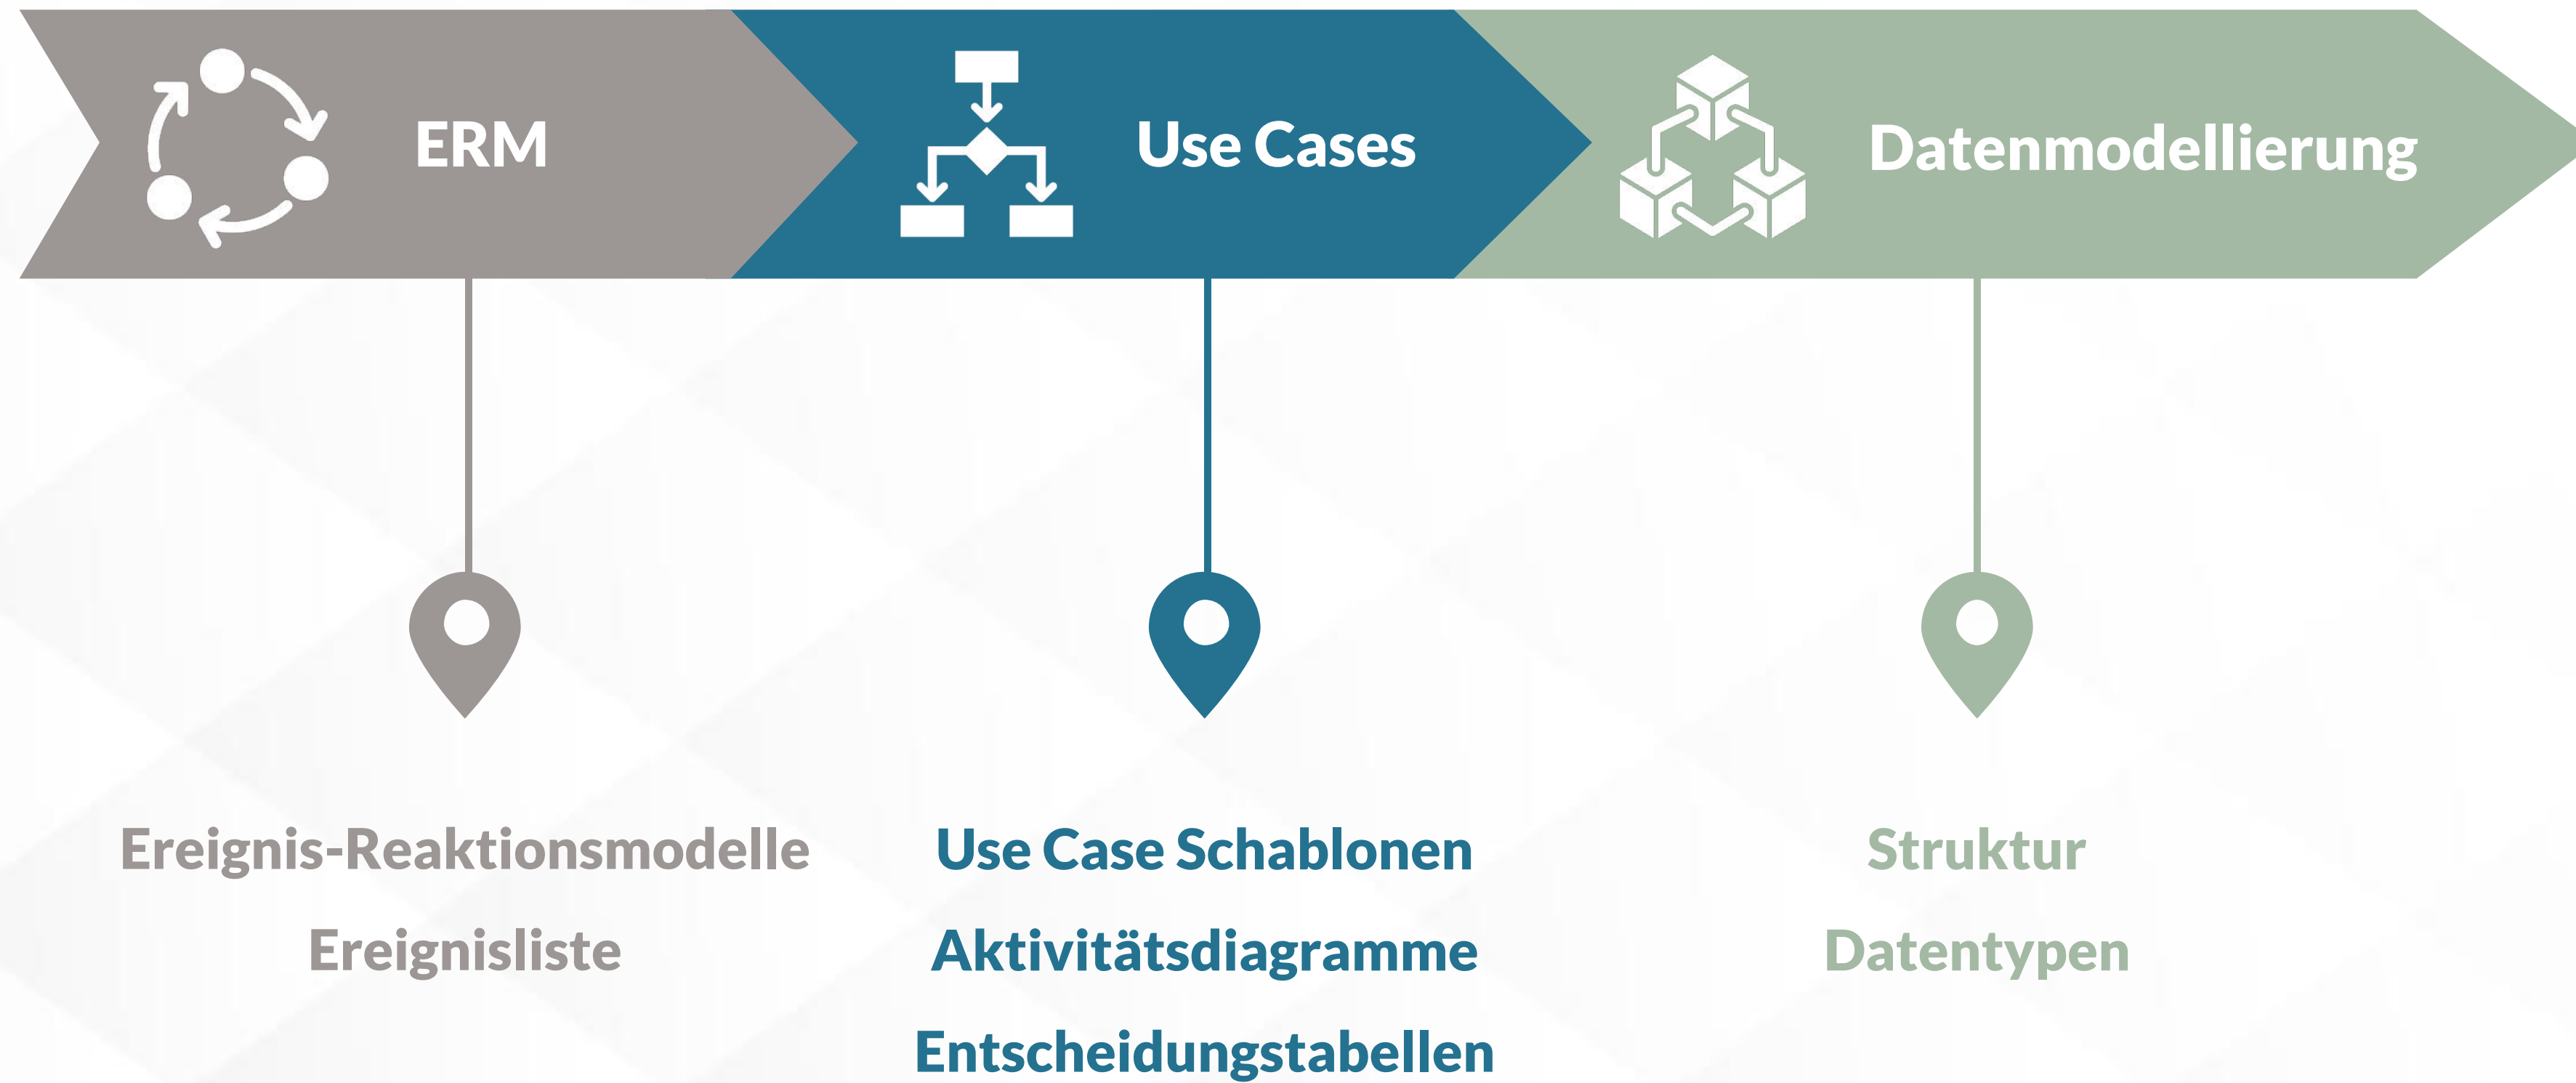 ERM
Use Cases
Datenmodellierung
Ereignis-Reaktionsmodelle
Ereignisliste
Use Case Schablonen
Aktivitätsdiagramme
Entscheidungstabellen
Struktur
Datentypen